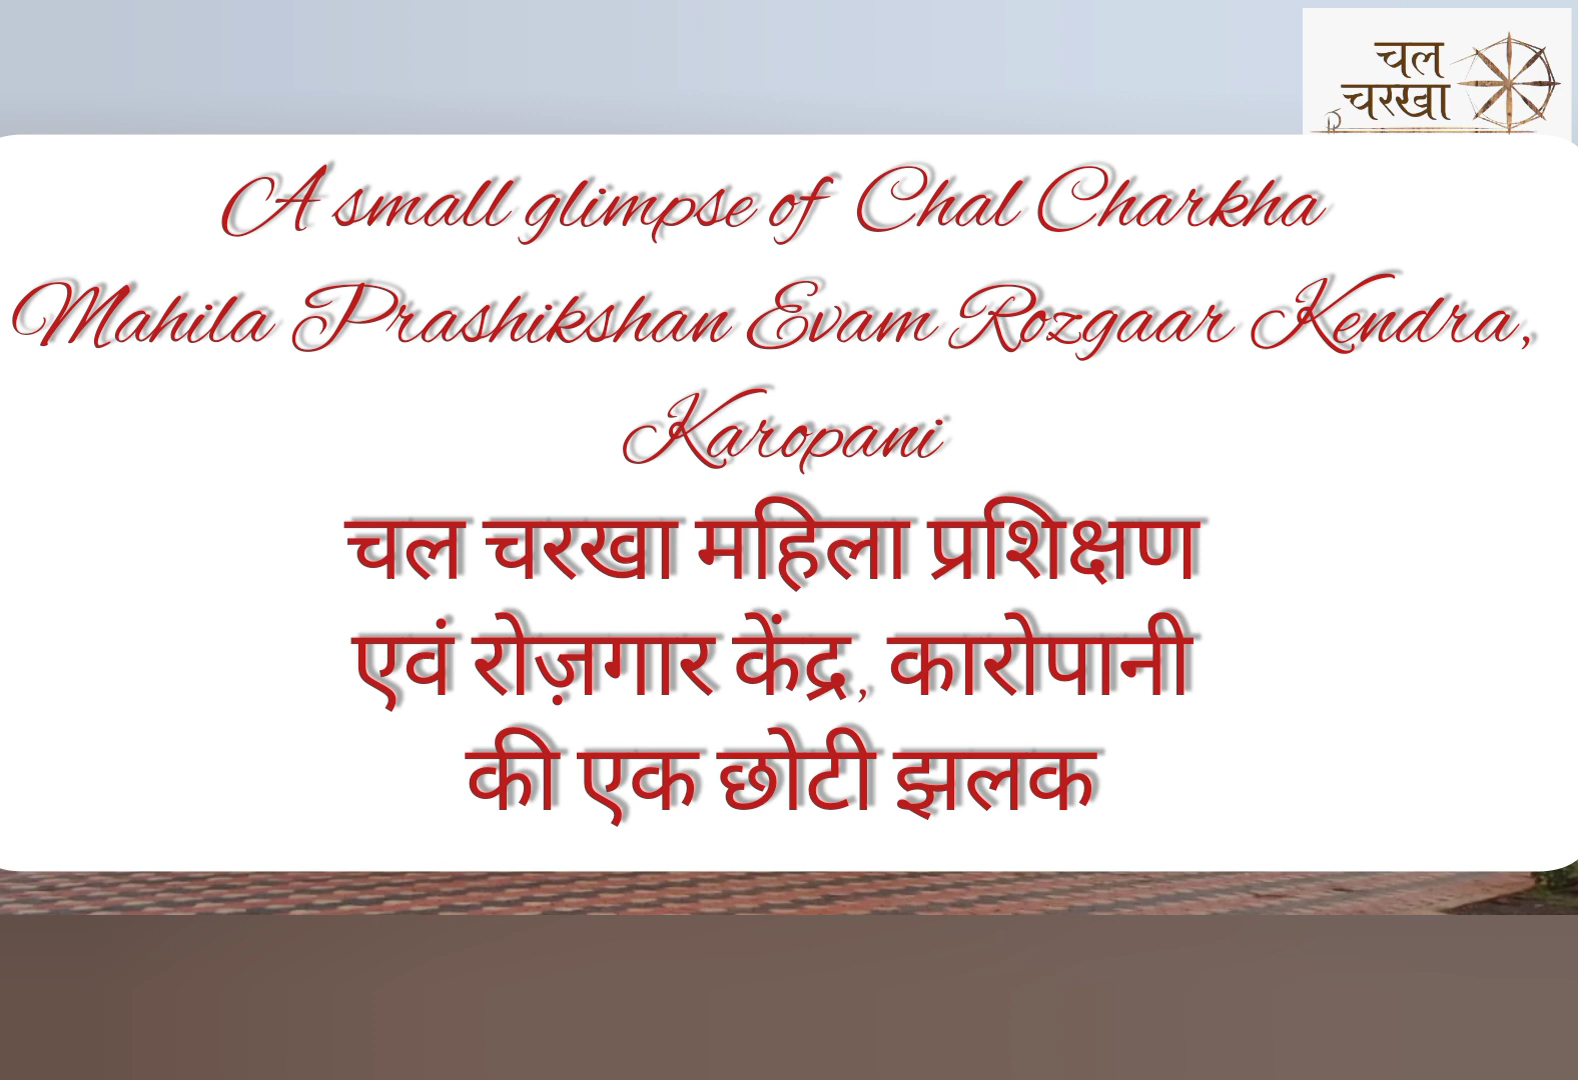 चल
चरखा
A small glimpse of Chal Charkha
Mahila Prashikshan Evam Rozgaar Kendra,
Karopani
चल चरखा महिला प्रशिक्षण
एवं रोज़गार केंद्र, कारोपानी
की एक छोटी झलक